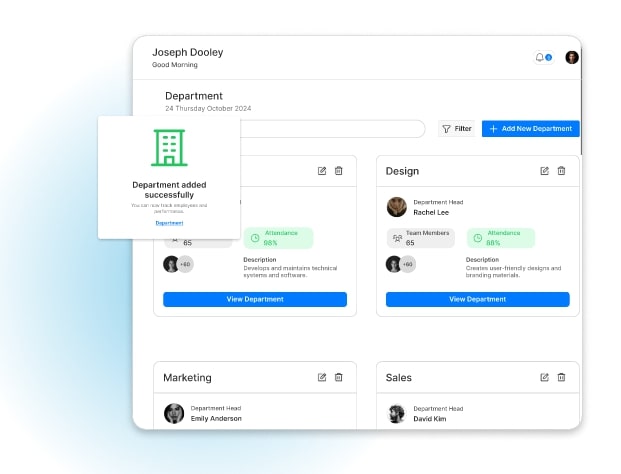 Joseph Dooley
Good Morning
Department
24 Thursday October 2024
Filter
Add New Department
Department added
successfully
You can now track employees and
performance.
Department
65
Attendance
98%
+60
Description
Develops and maintains technical
systems and software.
View Department
Design
Department Head
Rachel Lee
Team Members
65
Attendance
88%
+60
Description
Creates user-friendly designs and
branding materials.
View Department
Marketing
Department Head
Emily Anderson
Sales
Department Head
David Kim